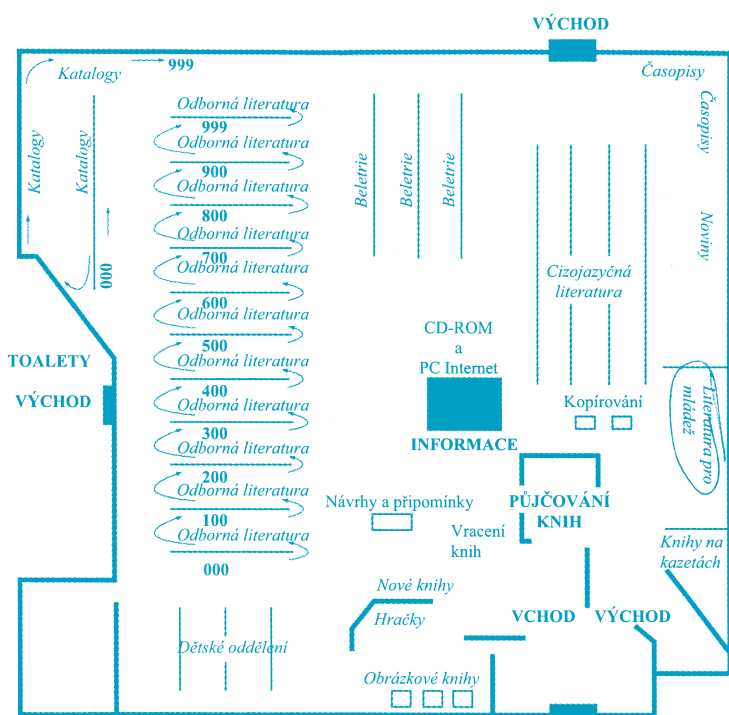 VÝCHOD
Katalogy
999
Časopisy
Časopisy
Katalogy
Katalogy
000
Odborná literatura
999
Odborná literatura
900
Odborná literatura
800
Odborná literatura
700
Odborná literatura
600
Odborná literatura
500
Odborná literatura
400
Odborná literatura
300
Odborná literatura
200
Odborná literatura
100
Odborná literatura
000
Beletrie
Beletrie
Beletrie
Noviny
Cizojazyčná
literatura
TOALETY
VÝCHOD
CD-ROM
a
PC Internet
INFORMACE
Kopírování
Literatura pro
mládež
Návrhy a připomínky
Vracení
knih
PŮJČOVÁNÍ
KNIH
Knihy na
kazetách
Nové knihy
Hračky
VCHOD
VÝCHOD
Dětské oddělení
Obrázkové knihy